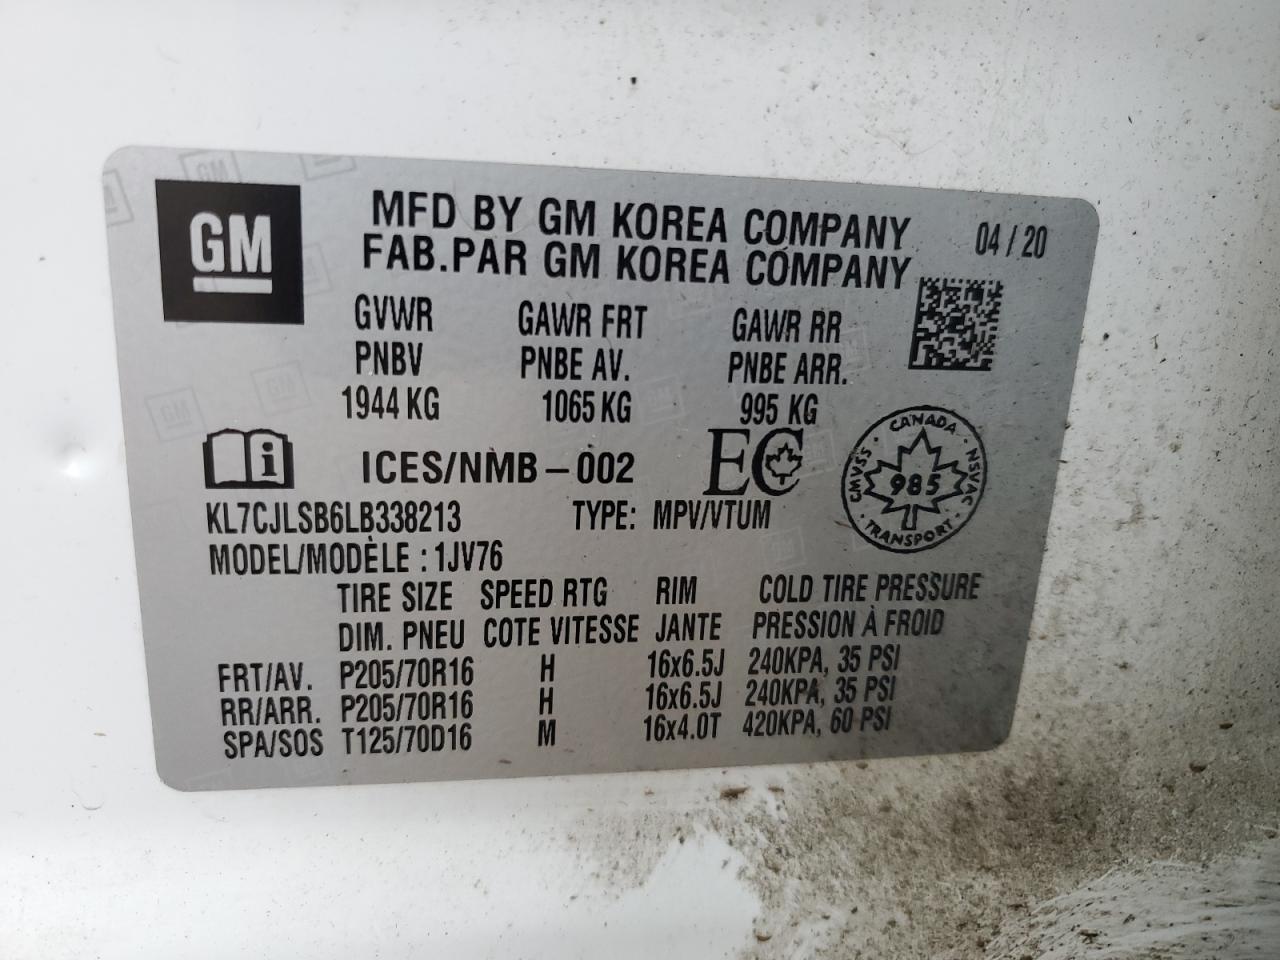 GM
MFD BY GM KOREA COMPANY 04 / 20
FAB.PAR GM KOREA COMPANY
GVWR GAWR FRT GAWR RR
PNBV PNBE AV. PNBE ARR.
1944 KG 1065 KG 995 KG
ICES/NMB-002 EC
CANADA CMVSS NSVAC 985 TRANSPORT
KL7CJLSB6LB338213 TYPE: MPV/VTUM
MODEL/MODÈLE : 1JV76
TIRE SIZE SPEED RTG RIM COLD TIRE PRESSURE
DIM. PNEU COTE VITESSE JANTE PRESSION À FROID
FRT/AV. P205/70R16 H 16x6.5J 240KPA, 35 PSI
RR/ARR. P205/70R16 H 16x6.5J 240KPA, 35 PSI
SPA/SOS T125/70D16 M 16x4.0T 420KPA, 60 PSI